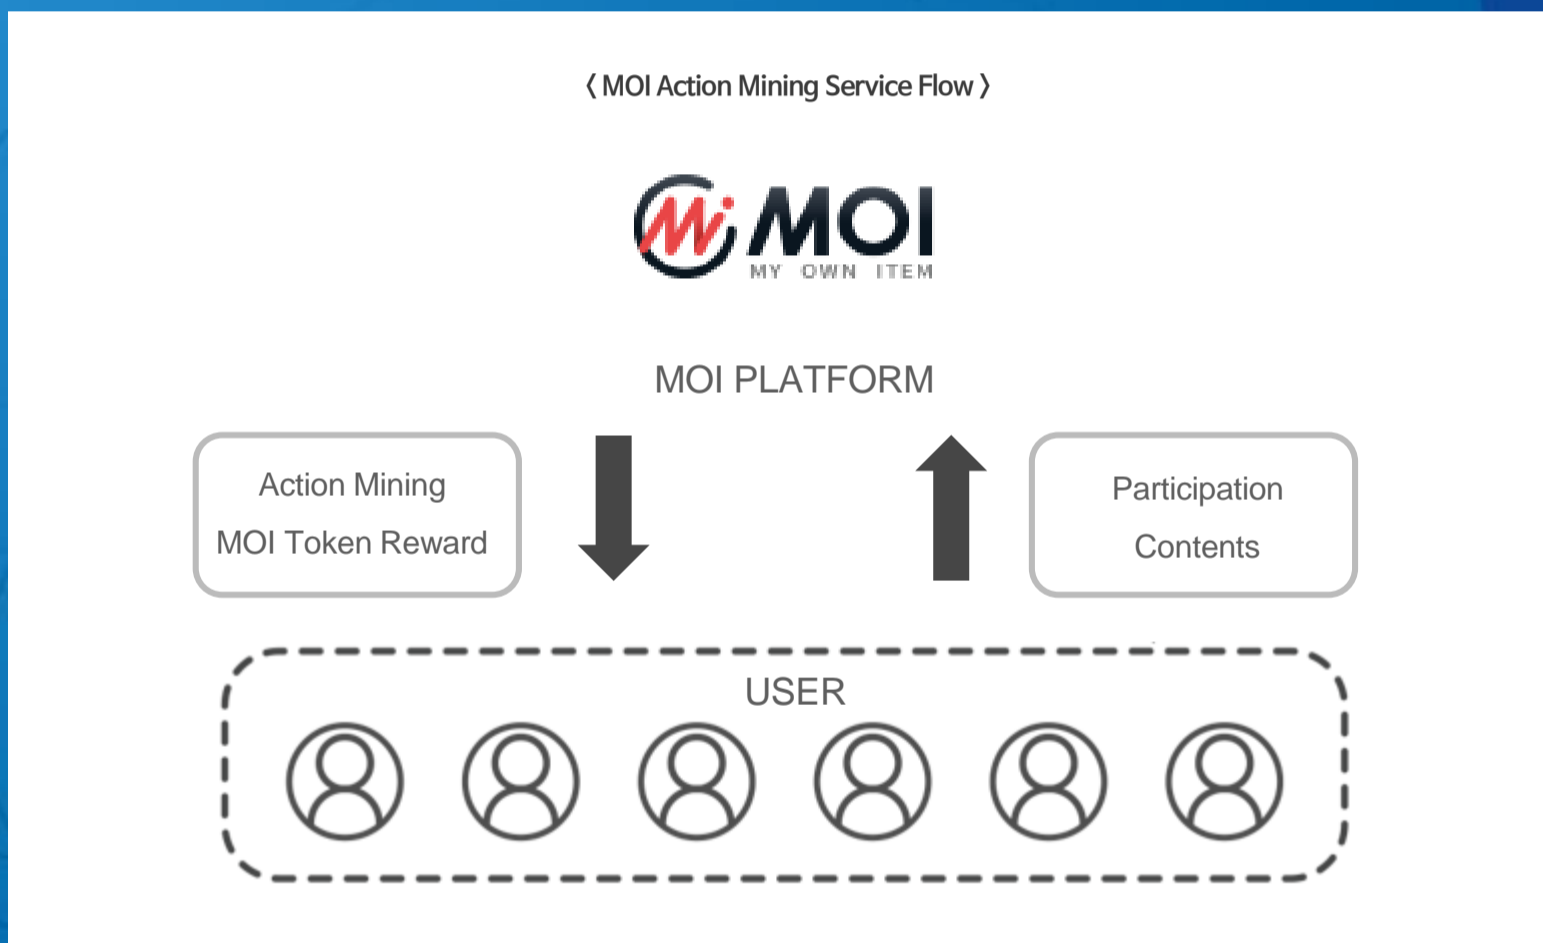 〈 MOI Action Mining Service Flow 〉
Mi MOI
MY OWN ITEM
MOI PLATFORM
Action Mining
MOI Token Reward
Participation
Contents
USER